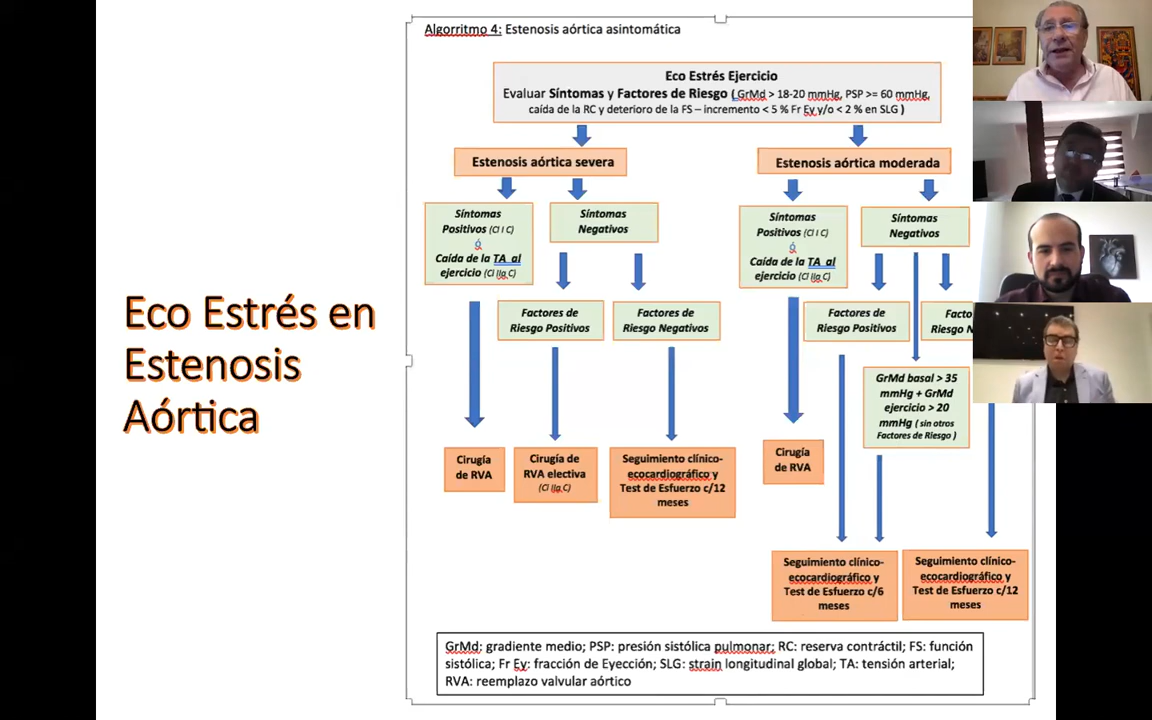 Eco Estrés en
Estenosis
Aórtica
Algorritmo 4: Estenosis aórtica asintomática
Eco Estrés Ejercicio
Evaluar Síntomas y Factores de Riesgo ( GrMd > 18-20 mmHg, PSP >= 60 mmHg,
caída de la RC y deterioro de la FS – incremento < 5 % Fr Ey y/o < 2 % en SLG )
Estenosis aórtica severa
Estenosis aórtica moderada
Síntomas
Positivos (Cl I C)
ó
Caída de la TA al
ejercicio (Cl IIa C)
Síntomas
Negativos
Síntomas
Positivos (Cl I C)
ó
Caída de la TA al
ejercicio (Cl IIa C)
Síntomas
Negativos
Factores de
Riesgo Positivos
Factores de
Riesgo Negativos
Factores de
Riesgo Positivos
Facto
Riesgo N
GrMd basal > 35
mmHg + GrMd
ejercicio > 20
mmHg ( sin otros
Factores de Riesgo )
Cirugía
de RVA
Cirugía de
RVA electiva
(Cl IIa C)
Seguimiento clínico-
ecocardiográfico y
Test de Esfuerzo c/12
meses
Cirugía
de RVA
Seguimiento clínico-
ecocardiográfico y
Test de Esfuerzo c/6
meses
Seguimiento clínico-
ecocardiográfico y
Test de Esfuerzo c/12
meses
GrMd: gradiente medio; PSP: presión sistólica pulmonar; RC: reserva contráctil; FS: función
sistólica; Fr Ey: fracción de Eyección; SLG: strain longitudinal global; TA: tensión arterial;
RVA: reemplazo valvular aórtico